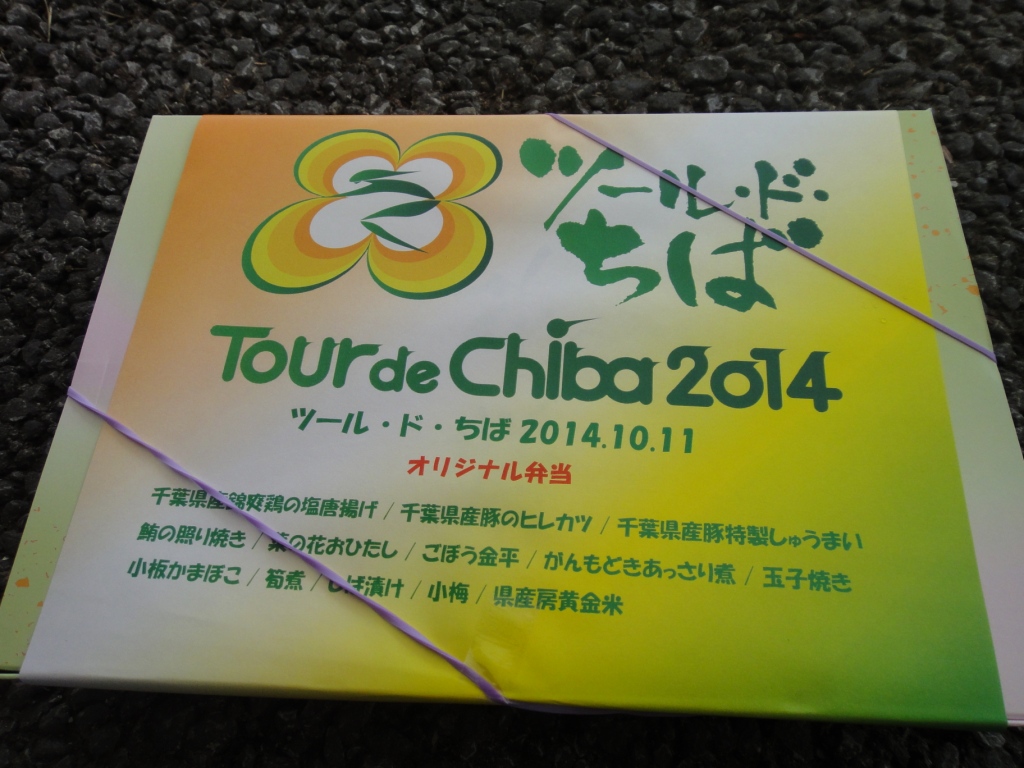 ツール・ド・
ちば
Tour de Chiba 2014
ツール・ド・ちば 2014.10.11
オリジナル弁当
千葉県産錦爽鶏の塩唐揚げ / 千葉県産豚のヒレカツ / 千葉県産豚特製しゅうまい
鮪の照り焼き / 菜の花おひたし / ごぼう金平 / がんもどきあっさり煮 / 玉子焼き
小板かまぼこ / 筍煮 / しば漬け / 小梅 / 県産房黄金米